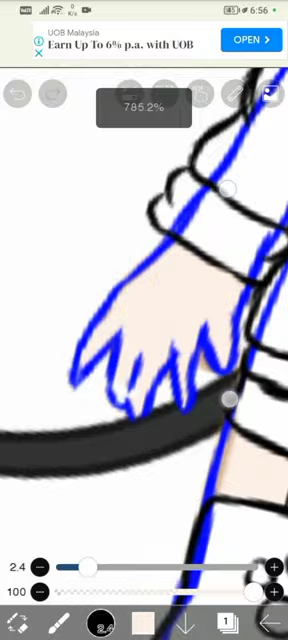 6:56
UOB Malaysia
Earn Up To 6% p.a. with UOB
OPEN >
785.2%
2.4
100
2.4
1